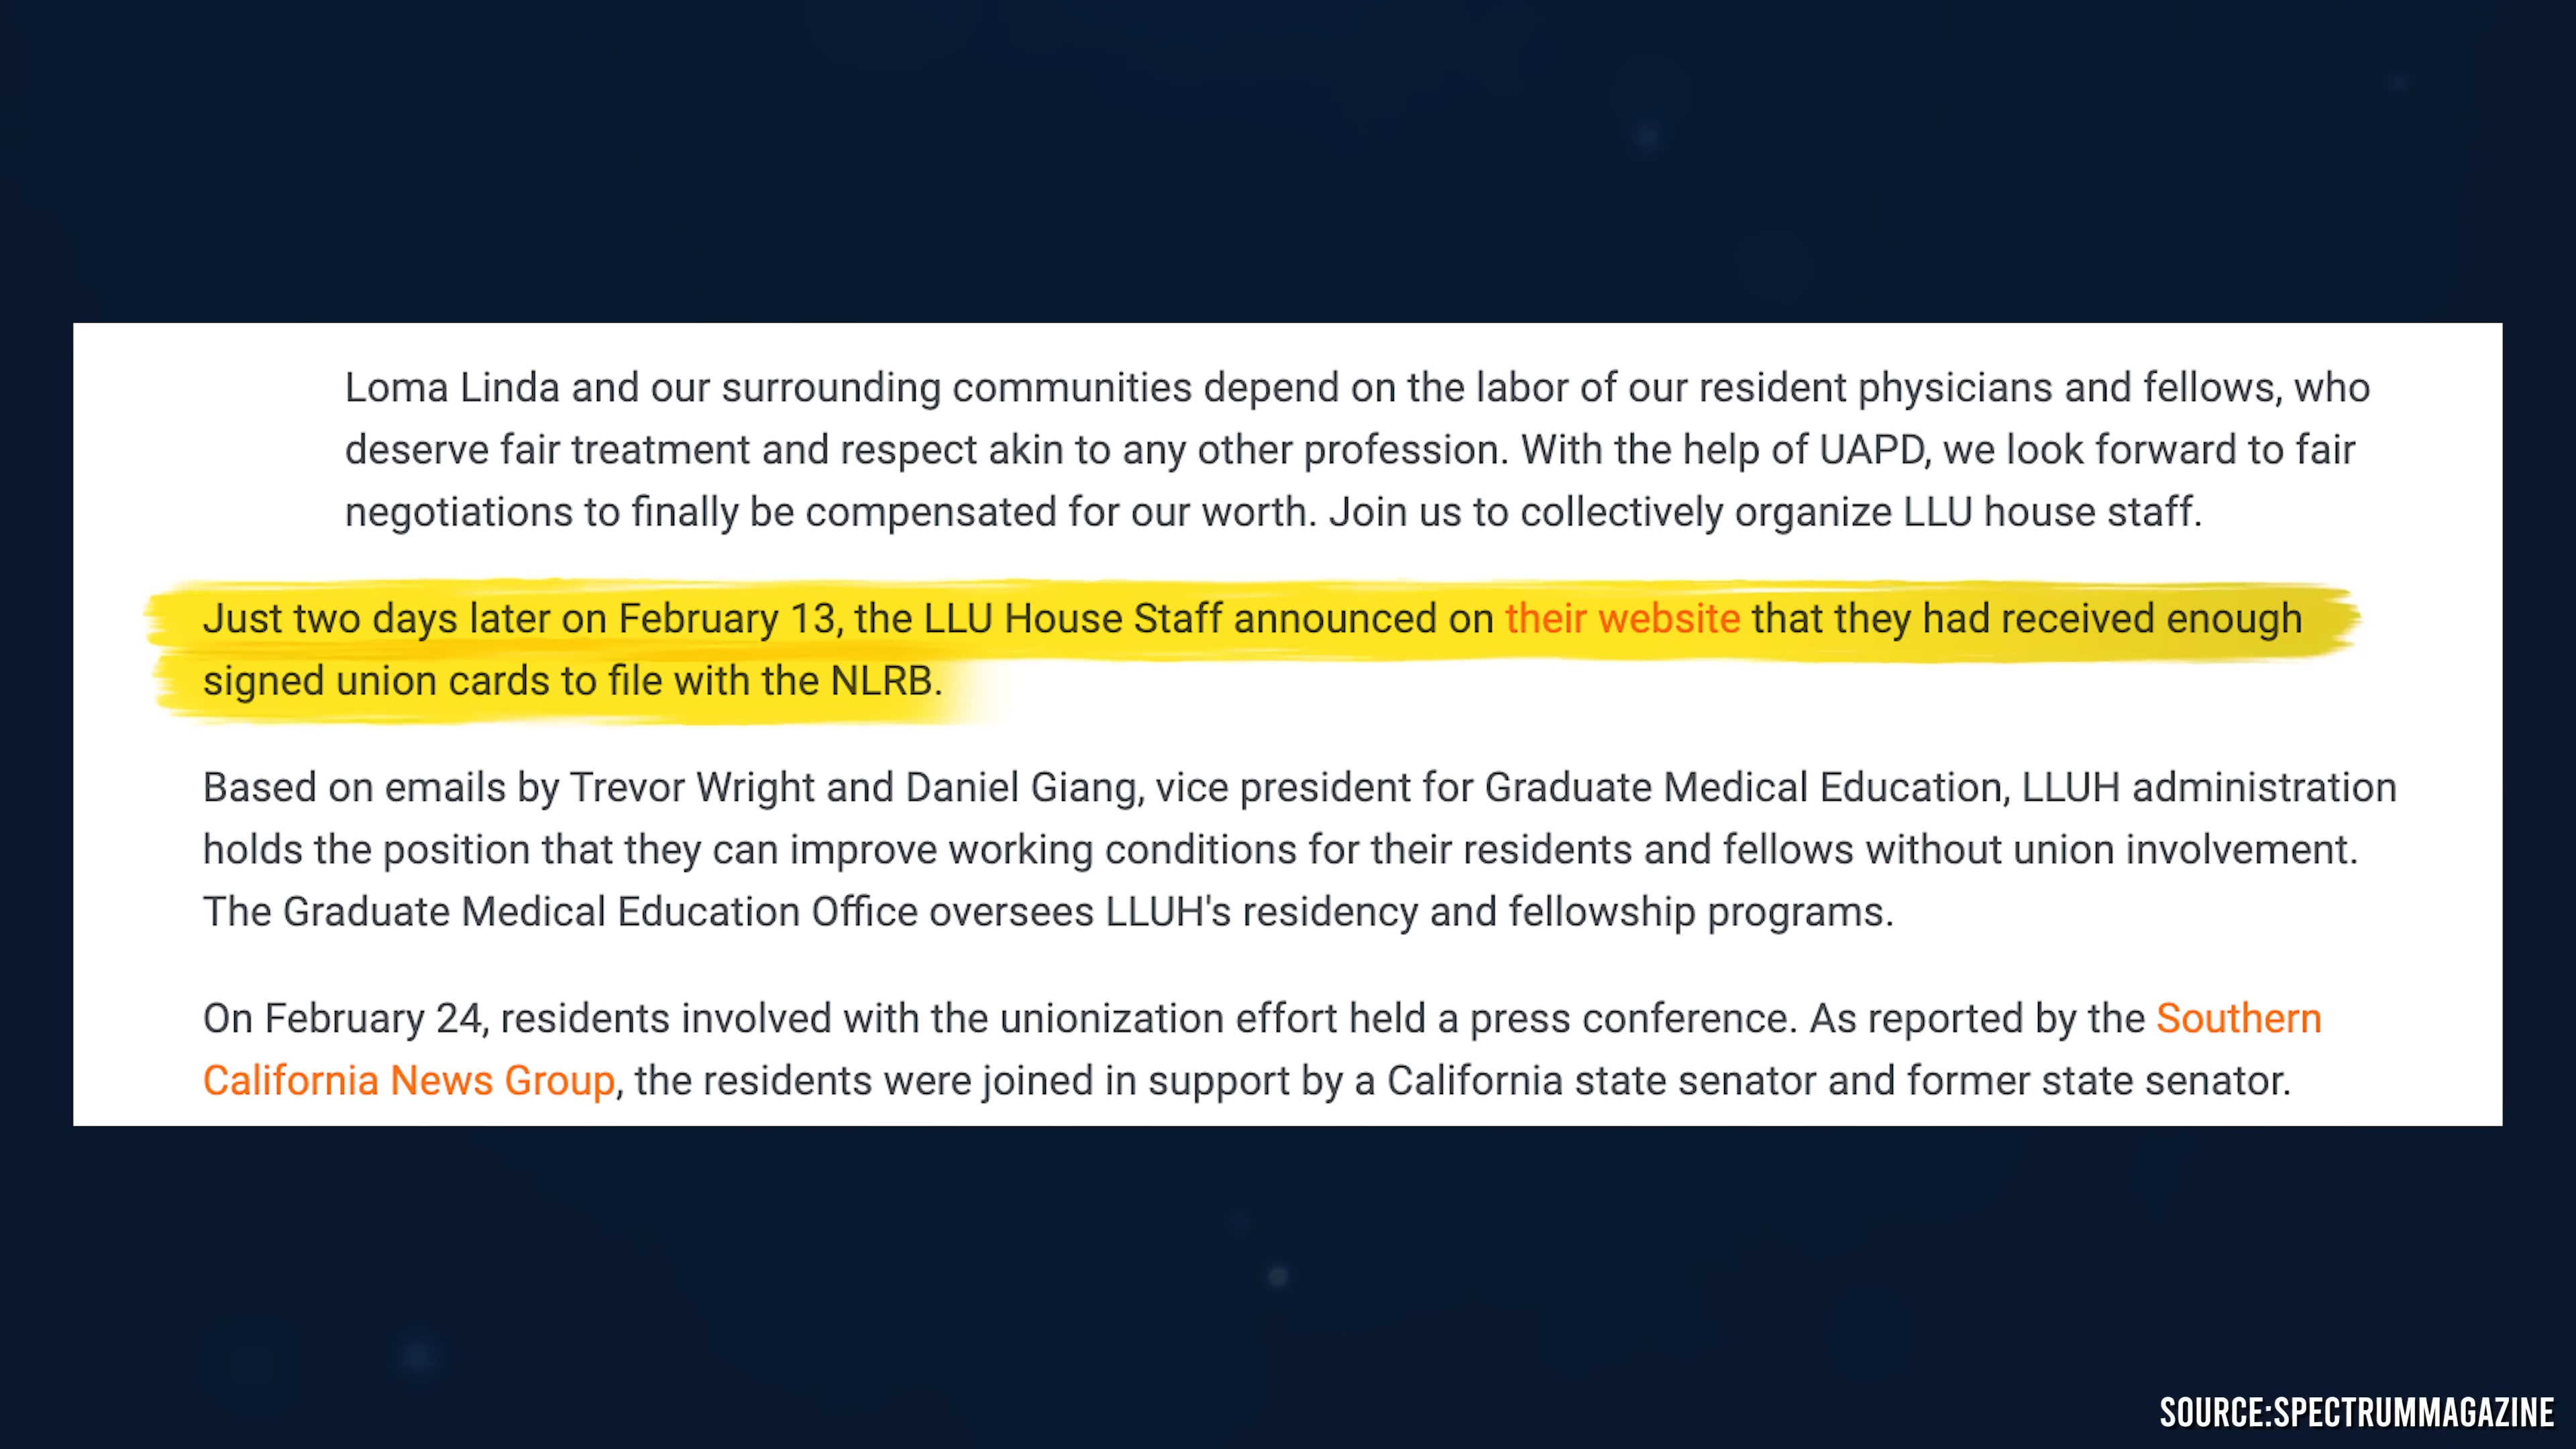 Loma Linda and our surrounding communities depend on the labor of our resident physicians and fellows, who
deserve fair treatment and respect akin to any other profession. With the help of UAPD, we look forward to fair
negotiations to finally be compensated for our worth. Join us to collectively organize LLU house staff.
Just two days later on February 13, the LLU House Staff announced on their website that they had received enough
signed union cards to file with the NLRB.
Based on emails by Trevor Wright and Daniel Giang, vice president for Graduate Medical Education, LLUH administration
holds the position that they can improve working conditions for their residents and fellows without union involvement.
The Graduate Medical Education Office oversees LLUH's residency and fellowship programs.
On February 24, residents involved with the unionization effort held a press conference. As reported by the Southern
California News Group, the residents were joined in support by a California state senator and former state senator.
SOURCE:SPECTRUMMAGAZINE